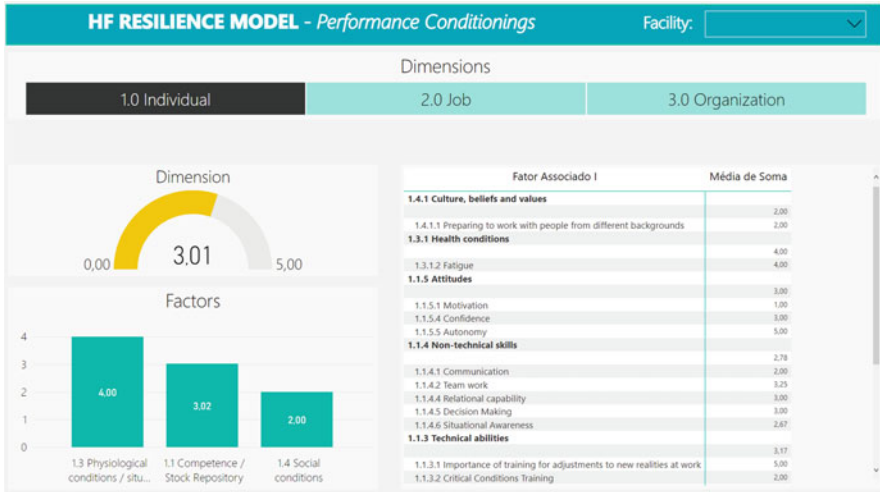 HF RESILIENCE MODEL - Performance Conditionings
Facility:
Dimensions
1.0 Individual
2.0 Job
3.0 Organization
Dimension
3,01
0,00
5,00
Factors
4
3
2
1
0
4,00
3,02
2,00
1.3 Physiological
conditions / situ...
1.1 Competence /
Stock Repository
1.4 Social
conditions
Fator Associado I Média de Soma
1.4.1 Culture, beliefs and values
2,00
1.4.1.1 Preparing to work with people from different backgrounds 2,00
1.3.1 Health conditions
4,00
1.3.1.2 Fatigue 4,00
1.1.5 Attitudes
3,00
1.1.5.1 Motivation 1,00
1.1.5.4 Confidence 3,00
1.1.5.5 Autonomy 5,00
1.1.4 Non-technical skills
2,78
1.1.4.1 Communication 2,00
1.1.4.2 Team work 3,25
1.1.4.4 Relational capability 3,00
1.1.4.5 Decision Making 3,00
1.1.4.6 Situational Awareness 2,67
1.1.3 Technical abilities
3,17
1.1.3.1 Importance of training for adjustments to new realities at work 5,00
1.1.3.2 Critical Conditions Training 2,00